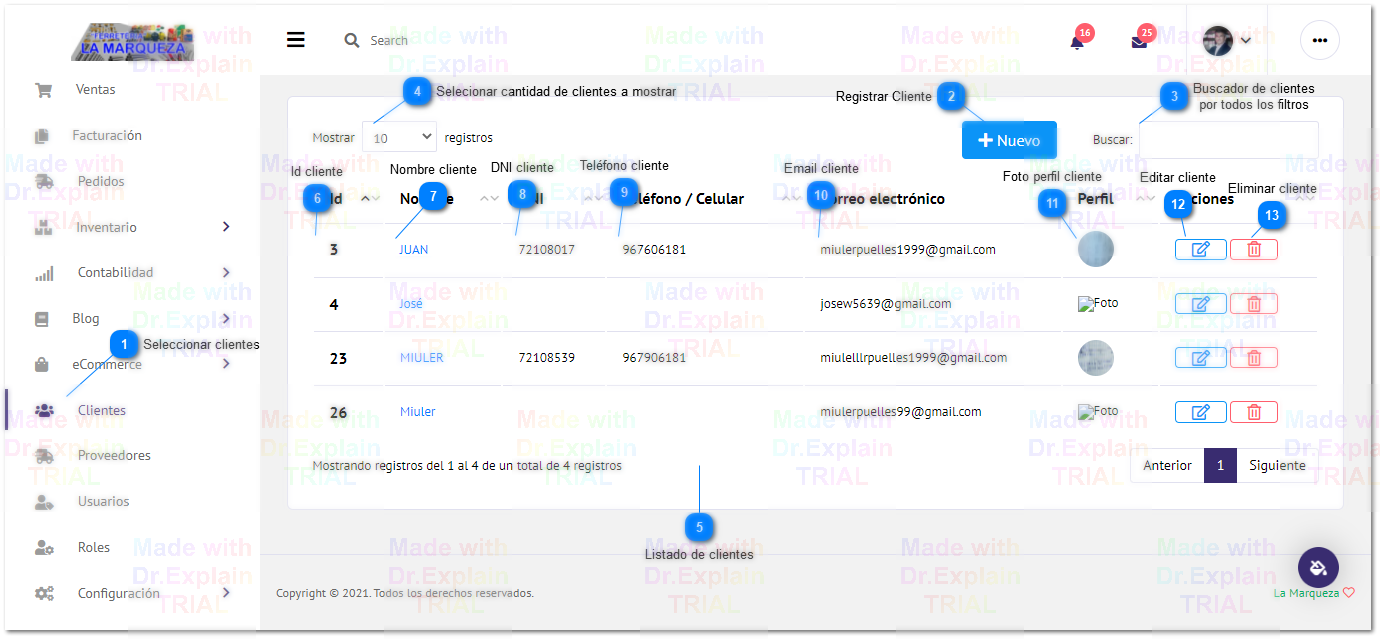 FERRETERIA
LA MARQUEZA
Search
16
25
Ventas
Facturación
Pedidos
Inventario
Contabilidad
Blog
eCommerce
Clientes
Proveedores
Usuarios
Roles
Configuración
1
Seleccionar clientes
4
Selecionar cantidad de clientes a mostrar
Registrar Cliente
2
3
Buscador de clientes
por todos los filtros
Mostrar
10
registros
Nuevo
Buscar:
Id cliente
Nombre cliente
DNI cliente
Teléfono cliente
Email cliente
Foto perfil cliente
Editar cliente
Eliminar cliente
6
7
8
9
10
11
12
13
Id
Teléfono / Celular
Correo electrónico
Perfil
3
JUAN
72108017
967606181
miulerpuelles1999@gmail.com
4
José
josew5639@gmail.com
Foto
23
MIULER
72108539
967906181
miulelllrpuelles1999@gmail.com
26
Miuler
miulerpuelles99@gmail.com
Foto
Mostrando registros del 1 al 4 de un total de 4 registros
Anterior
1
Siguiente
5
Listado de clientes
Copyright © 2021. Todos los derechos reservados.
La Marqueza
Made with
Dr.Explain
TRIAL